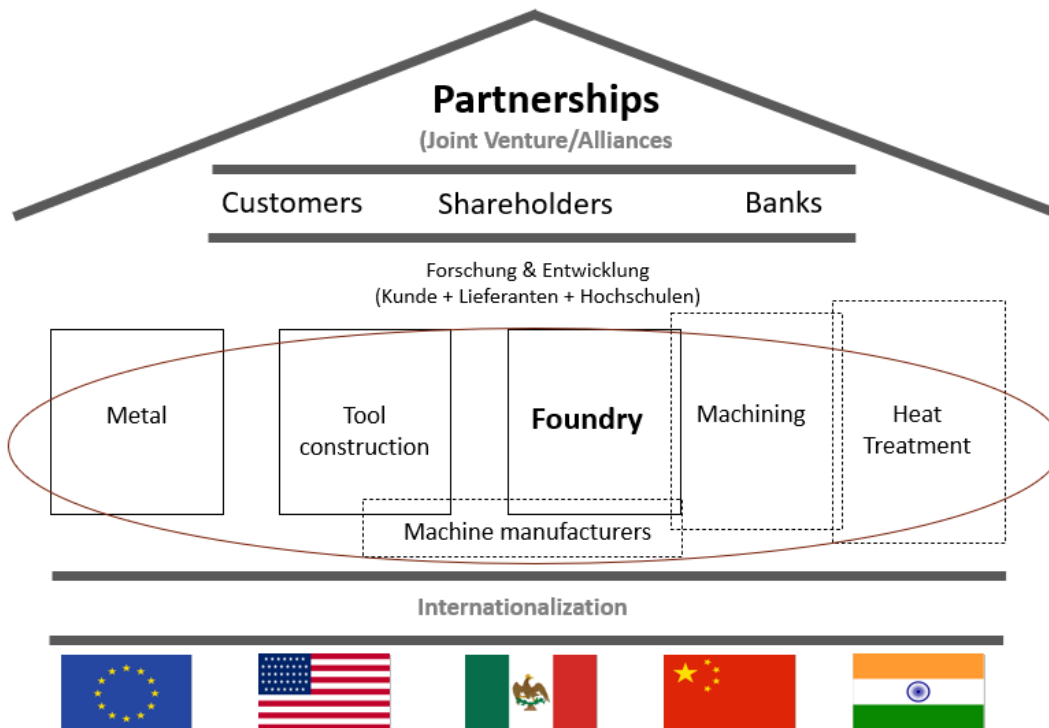 Partnerships
(Joint Venture/Alliances
Customers
Shareholders
Banks
Forschung & Entwicklung
(Kunde + Lieferanten + Hochschulen)
Metal
Tool
construction
Foundry
Machining
Heat
Treatment
Machine manufacturers
Internationalization